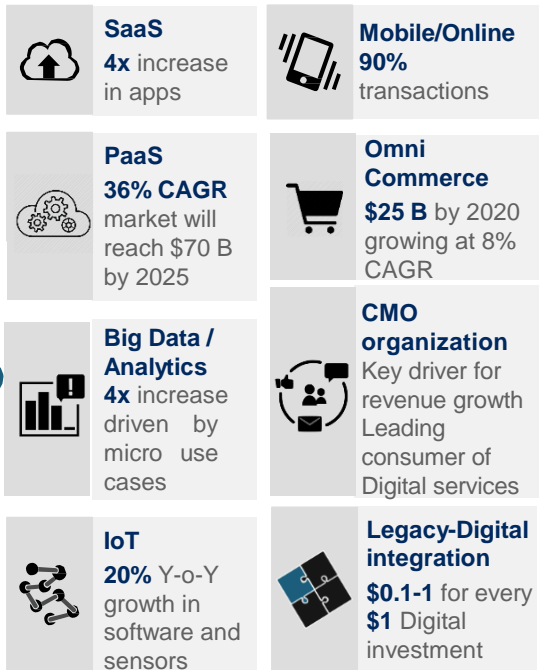 SaaS
4x increase
in apps
Mobile/Online
90%
transactions
PaaS
36% CAGR
market will
reach $70 B
by 2025
Omni
Commerce
$25 B by 2020
growing at 8%
CAGR
Big Data /
Analytics
4x increase
driven by
micro use
cases
CMO
organization
Key driver for
revenue growth
Leading
consumer of
Digital services
IoT
20% Y-o-Y
growth in
software and
sensors
Legacy-Digital
integration
$0.1-1 for every
$1 Digital
investment